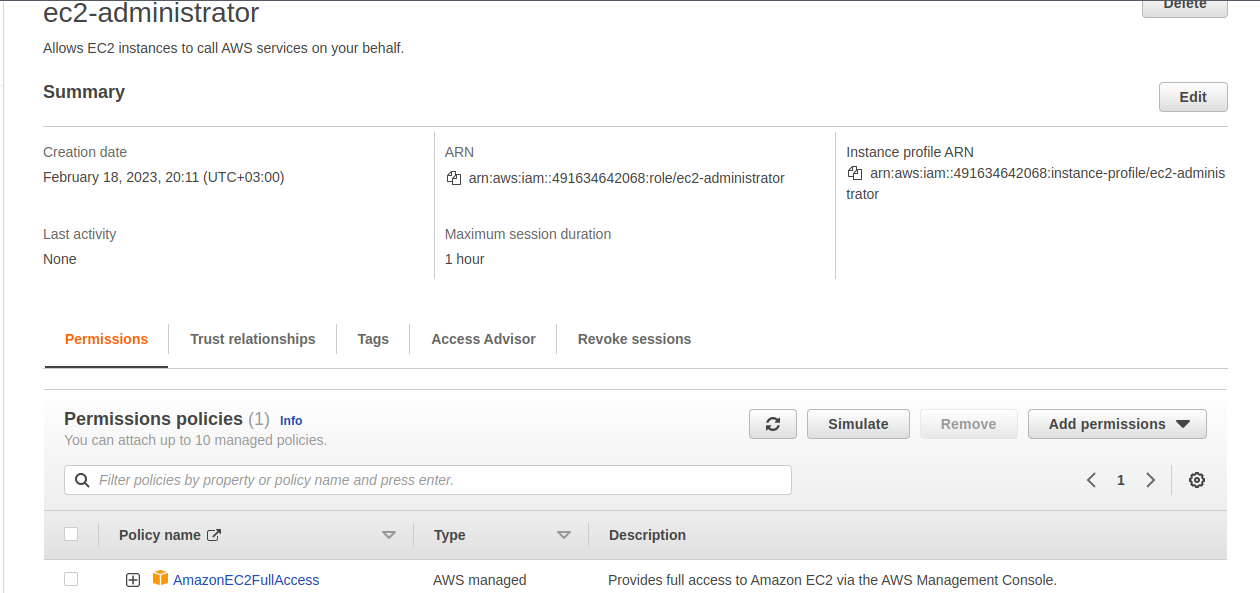 ec2-administrator
Delete
Allows EC2 instances to call AWS services on your behalf.
Summary
Edit
Creation date
February 18, 2023, 20:11 (UTC+03:00)
ARN
arn:aws:iam::491634642068:role/ec2-administrator
Instance profile ARN
arn:aws:iam::491634642068:instance-profile/ec2-adminis
trator
Last activity
None
Maximum session duration
1 hour
Permissions
Trust relationships
Tags
Access Advisor
Revoke sessions
Permissions policies (1) Info
You can attach up to 10 managed policies.
Simulate
Remove
Add permissions
Filter policies by property or policy name and press enter.
1
Policy name
Type
Description
AmazonEC2FullAccess
AWS managed
Provides full access to Amazon EC2 via the AWS Management Console.